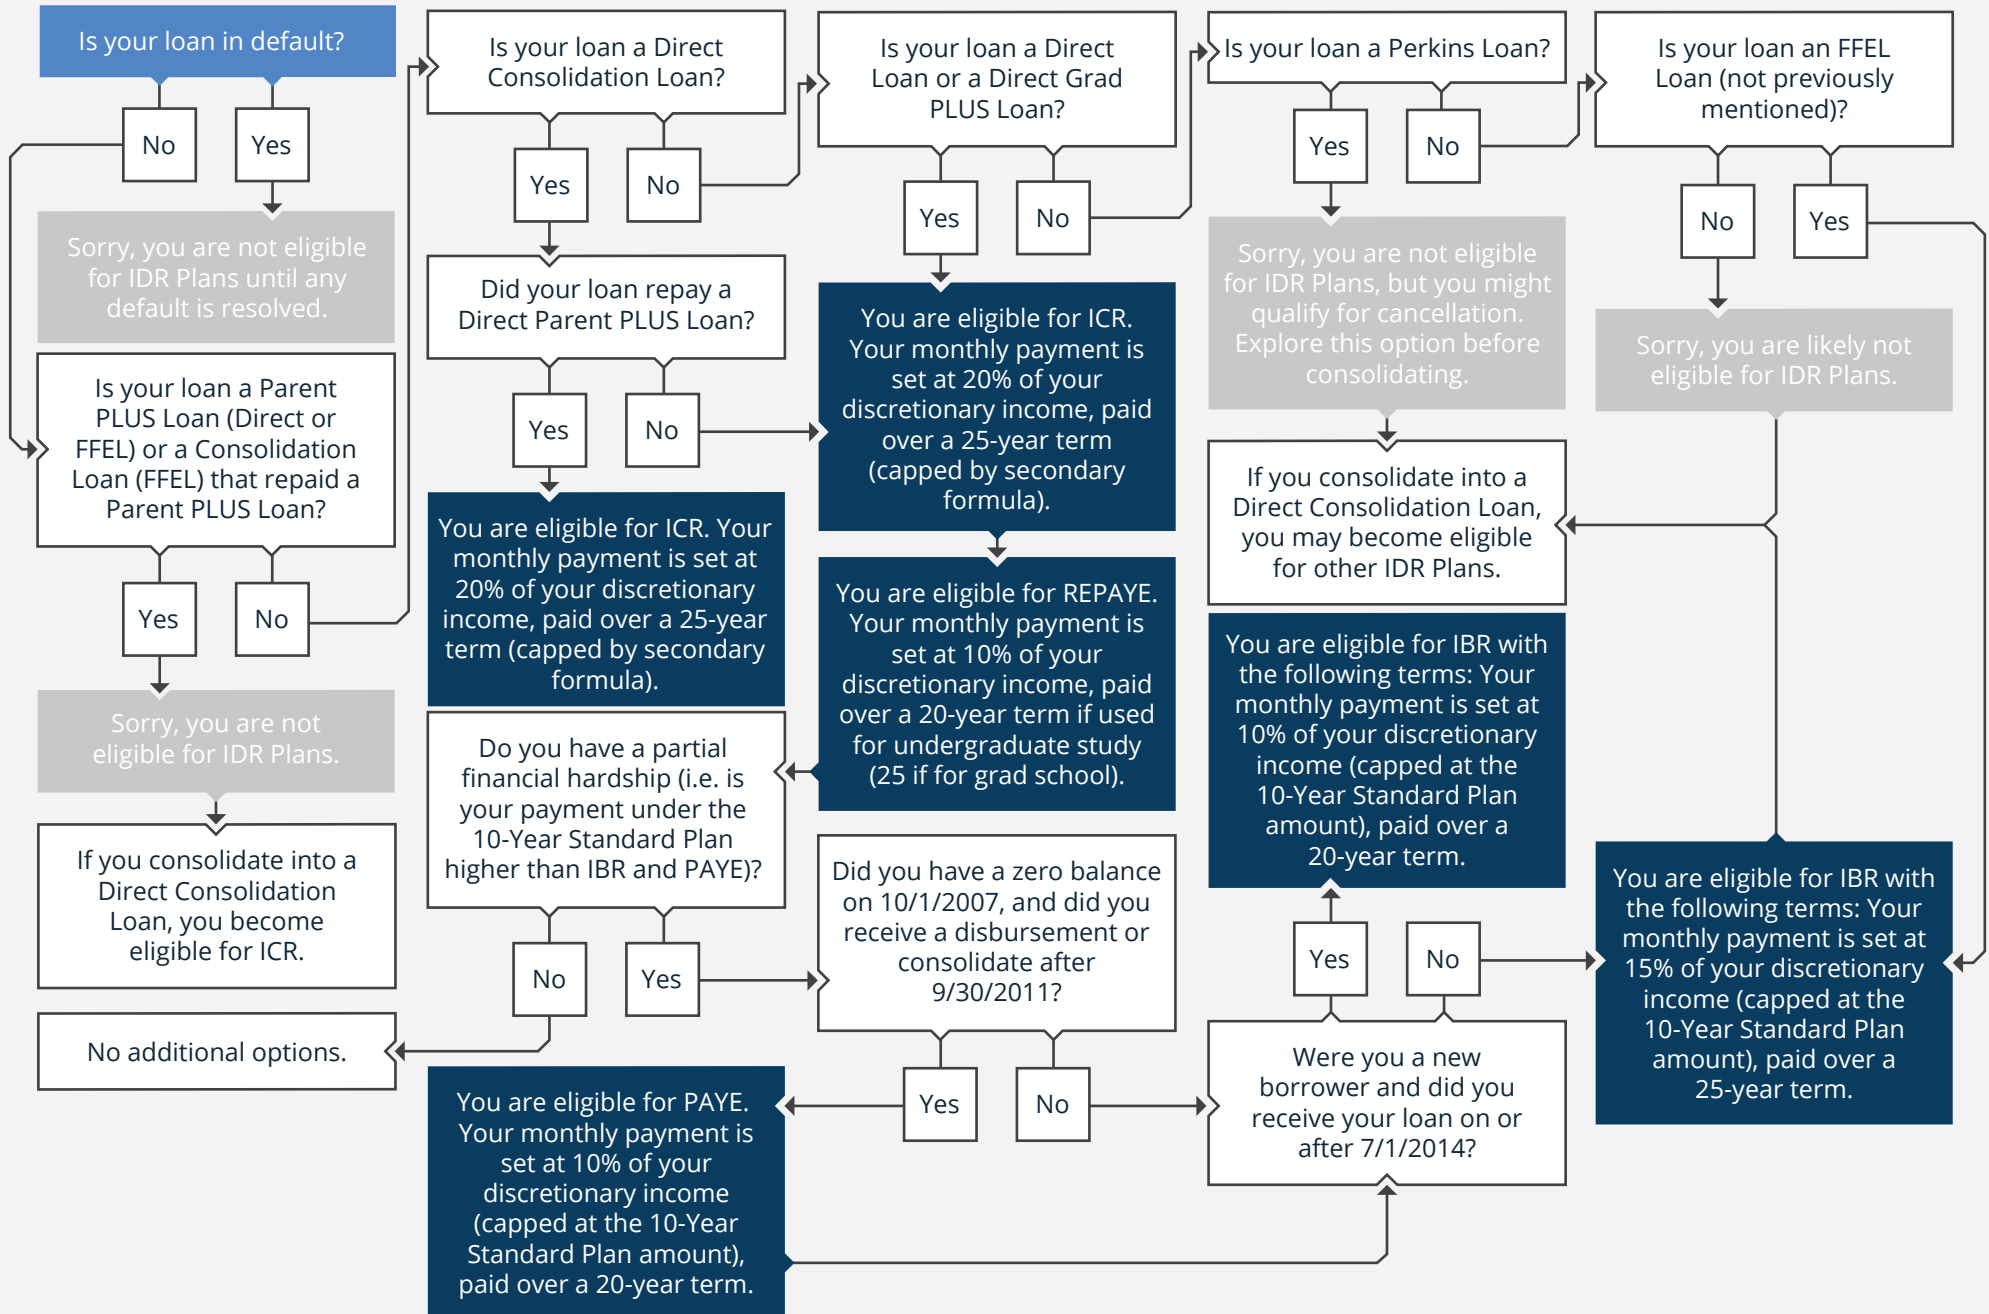 Is your loan in default?
No
Yes
Sorry, you are not eligible
for IDR Plans until any
default is resolved.
Is your loan a Parent
PLUS Loan (Direct or
FFEL) or a Consolidation
Loan (FFEL) that repaid a
Parent PLUS Loan?
Yes
No
Sorry, you are not
eligible for IDR Plans.
If you consolidate into a
Direct Consolidation
Loan, you become
eligible for ICR.
No additional options.
Is your loan a Direct
Consolidation Loan?
Yes
No
Did your loan repay a
Direct Parent PLUS Loan?
Yes
No
You are eligible for ICR. Your
monthly payment is set at
20% of your discretionary
income, paid over a 25-year
term (capped by secondary
formula).
Do you have a partial
financial hardship (i.e. is
your payment under the
10-Year Standard Plan
higher than IBR and PAYE)?
No
Yes
You are eligible for PAYE.
Your monthly payment is
set at 10% of your
discretionary income
(capped at the 10-Year
Standard Plan amount),
paid over a 20-year term.
Is your loan a Direct
Loan or a Direct Grad
PLUS Loan?
Yes
No
You are eligible for ICR.
Your monthly payment is
set at 20% of your
discretionary income, paid
over a 25-year term
(capped by secondary
formula).
You are eligible for REPAYE.
Your monthly payment is
set at 10% of your
discretionary income, paid
over a 20-year term if used
for undergraduate study
(25 if for grad school).
Did you have a zero balance
on 10/1/2007, and did you
receive a disbursement or
consolidate after
9/30/2011?
Yes
No
Is your loan a Perkins Loan?
Yes
No
Sorry, you are not eligible
for IDR Plans, but you might
qualify for cancellation.
Explore this option before
consolidating.
If you consolidate into a
Direct Consolidation Loan,
you may become eligible
for other IDR Plans.
You are eligible for IBR with
the following terms: Your
monthly payment is set at
10% of your discretionary
income (capped at the
10-Year Standard Plan
amount), paid over a
20-year term.
Yes
No
Were you a new
borrower and did you
receive your loan on or
after 7/1/2014?
Is your loan an FFEL
Loan (not previously
mentioned)?
No
Yes
Sorry, you are likely not
eligible for IDR Plans.
You are eligible for IBR with
the following terms: Your
monthly payment is set at
15% of your discretionary
income (capped at the
10-Year Standard Plan
amount), paid over a
25-year term.